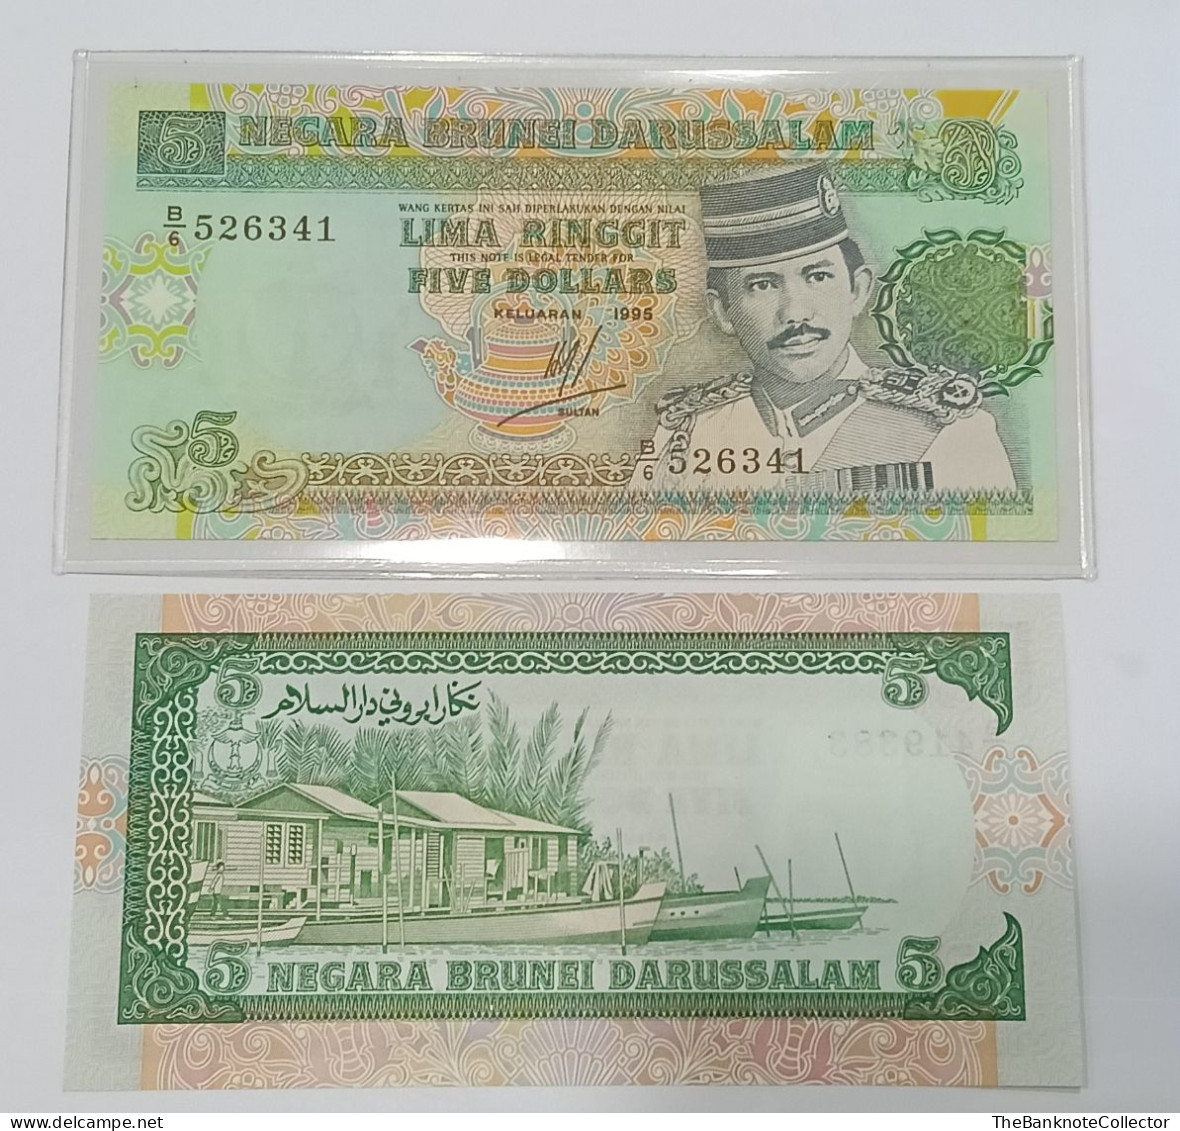 5 NEGARA BRUNEI DARUSSALAM 5
B/6 526341
WANG KERTAS INI SAH DIPERLAKUKAN DENGAN NILAI
LIMA RINGGIT
THIS NOTE IS LEGAL TENDER FOR
FIVE DOLLARS
KELUARAN 1995
SULTAN
5
B/6 526341
5 5
نݢارا بروني دارالسلام
5 NEGARA BRUNEI DARUSSALAM 5
delcampe.net
TheBanknoteCollector